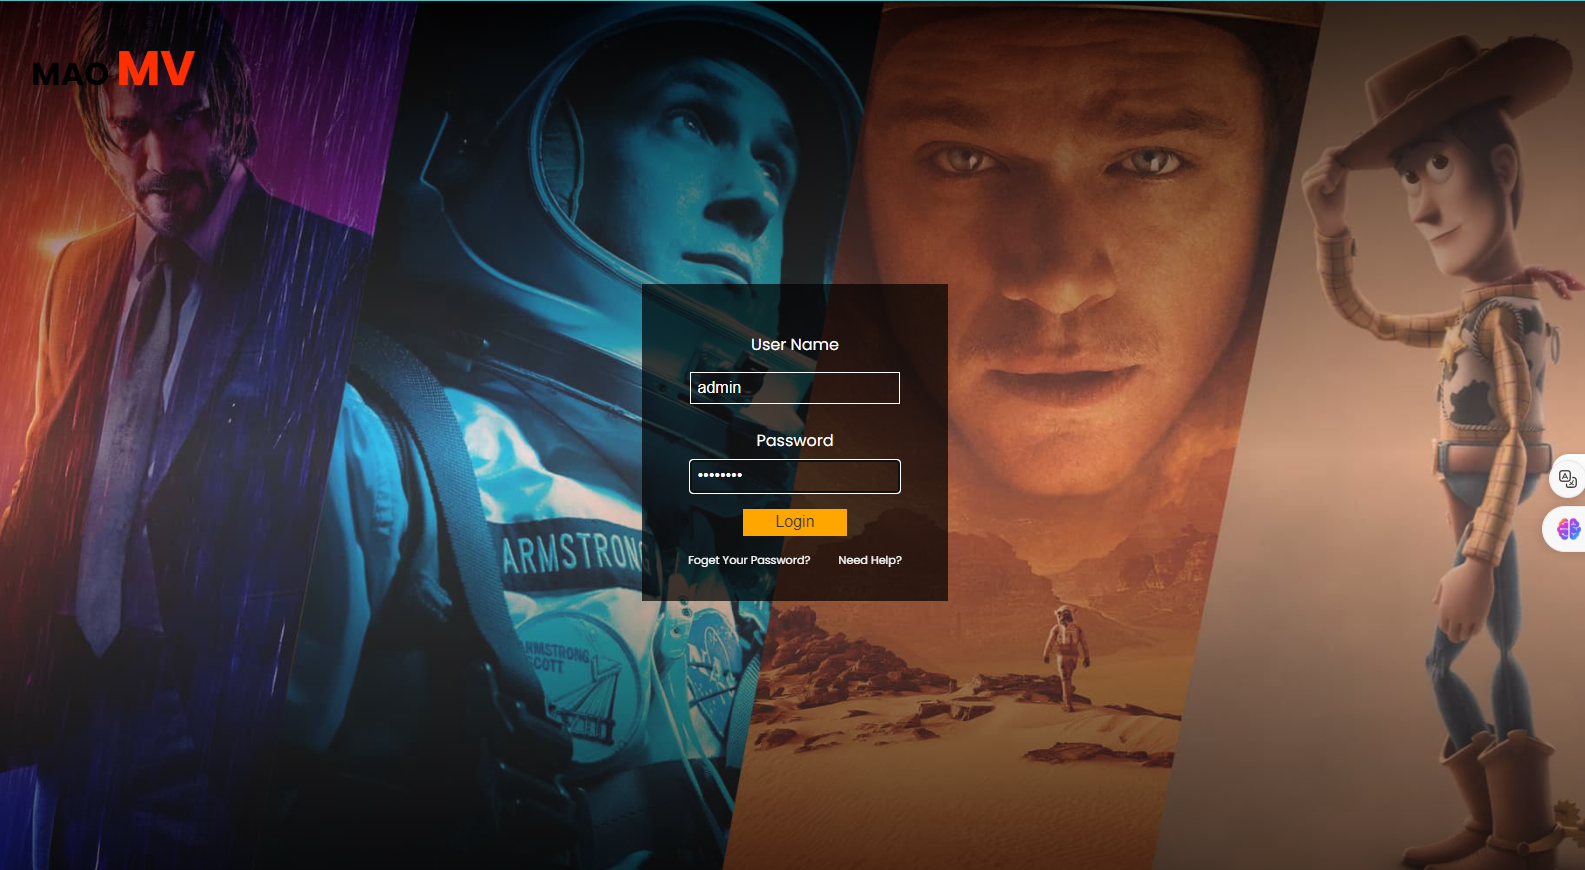 MAO MV
User Name
admin
Password
••••••••
Login
Foget Your Password? Need Help?
ARMSTRONG
ARMSTRONG
SCOTT